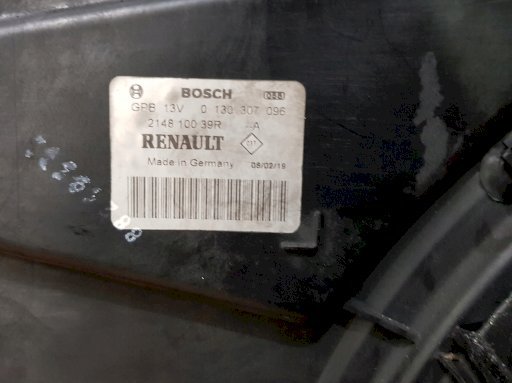 BOSCH
GPB 13V 0 130 307 096
2148 100 39R - A
RENAULT
Made in Germany 08/02/19